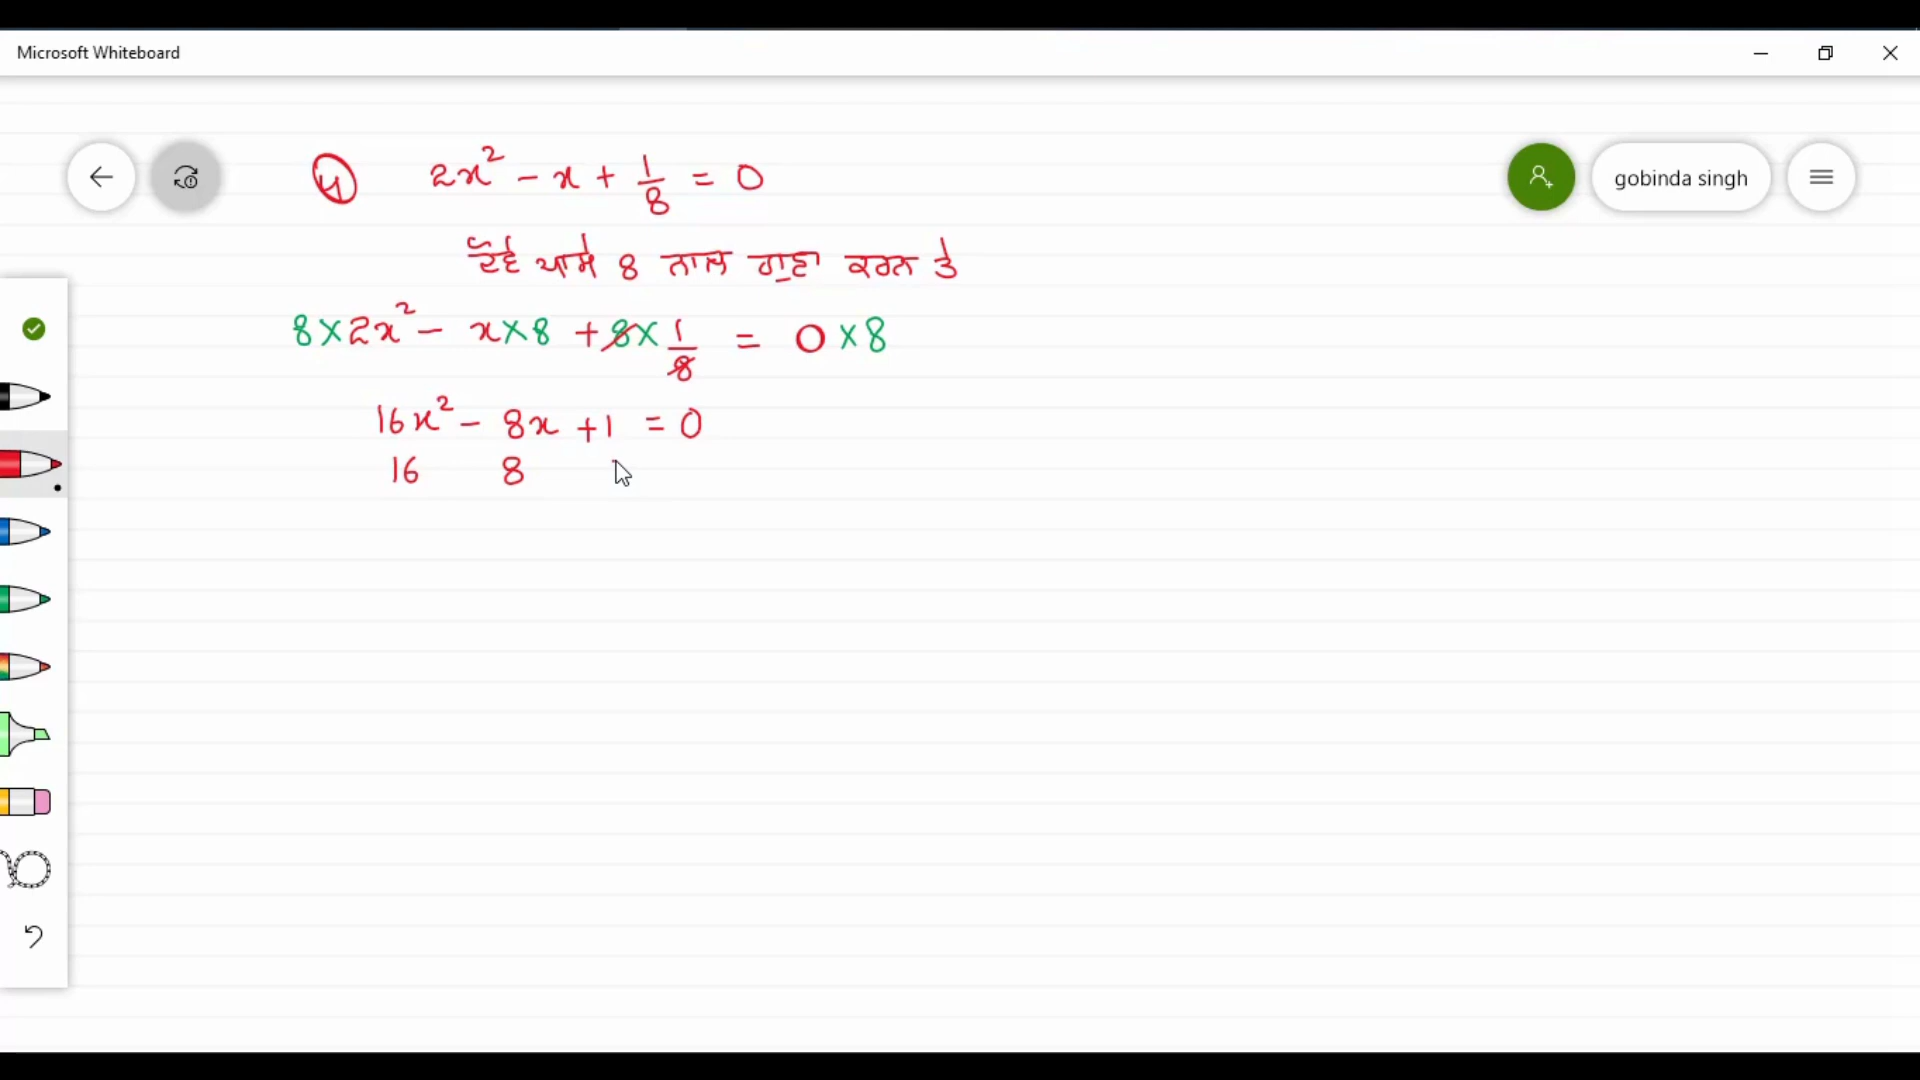 Microsoft Whiteboard
gobinda singh
2x² - x + 1/8 = 0
ਦੋਵੇਂ ਪਾਸੇ 8 ਨਾਲ ਗੁਣਾ ਕਰਨ ਤੇ
8×2x² - x×8 + 8×1/8 = 0×8
16x² - 8x + 1 = 0
16 8